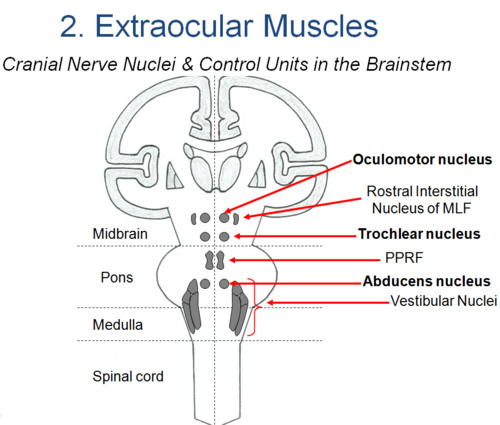 2. Extraocular Muscles
Cranial Nerve Nuclei & Control Units in the Brainstem
Oculomotor nucleus
Rostral Interstitial
Nucleus of MLF
Midbrain
Trochlear nucleus
PPRF
Pons
Abducens nucleus
Vestibular Nuclei
Medulla
Spinal cord